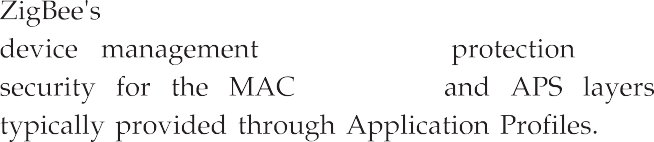 ZigBee's
device management protection
security for the MAC and APS layers
typically provided through Application Profiles.